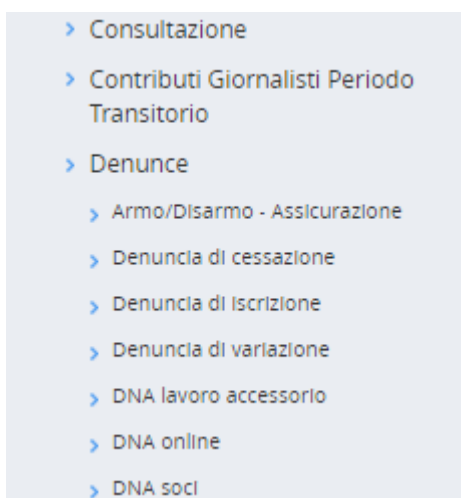 Consultazione
Contributi Giornalisti Periodo
Transitorio
Denunce
Armo/Disarmo - Assicurazione
Denuncia di cessazione
Denuncia di iscrizione
Denuncia di variazione
DNA lavoro accessorio
DNA online
DNA soci